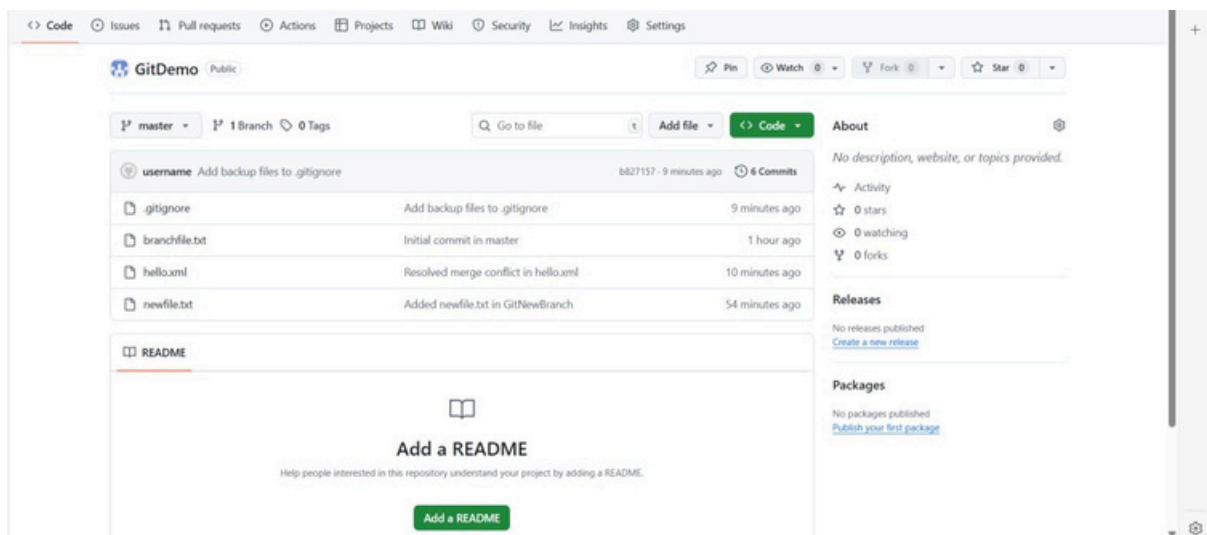 <> Code Issues Pull requests Actions Projects Wiki Security Insights Settings
GitDemo Public Pin Watch 0 Fork 0 Star 0
master 1 Branch 0 Tags Go to file t Add file <> Code
username Add backup files to .gitignore b827157 · 9 minutes ago 6 Commits
.gitignore Add backup files to .gitignore 9 minutes ago
branchfile.txt Initial commit in master 1 hour ago
hello.xml Resolved merge conflict in hello.xml 10 minutes ago
newfile.txt Added newfile.txt in GitNewBranch 54 minutes ago
README
Add a README
Help people interested in this repository understand your project by adding a README.
Add a README
About
No description, website, or topics provided.
Activity
0 stars
0 watching
0 forks
Releases
No releases published
Create a new release
Packages
No packages published
Publish your first package